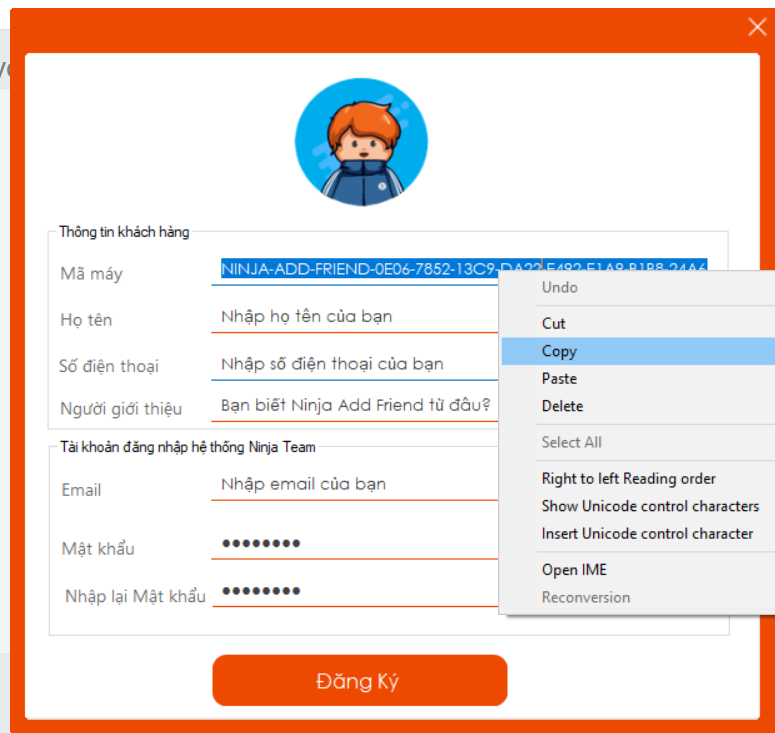 Thông tin khách hàng
Mã máy NINJA-ADD-FRIEND-0E06-7852-13C9-DA22-E492-E1A9-B1B8-24A6
Họ tên Nhập họ tên của bạn
Số điện thoại Nhập số điện thoại của bạn
Người giới thiệu Bạn biết Ninja Add Friend từ đâu?
Tài khoản đăng nhập hệ thống Ninja Team
Email Nhập email của bạn
Mật khẩu ••••••••
Nhập lại Mật khẩu ••••••••
Đăng Ký
Undo
Cut
Copy
Paste
Delete
Select All
Right to left Reading order
Show Unicode control characters
Insert Unicode control character
Open IME
Reconversion